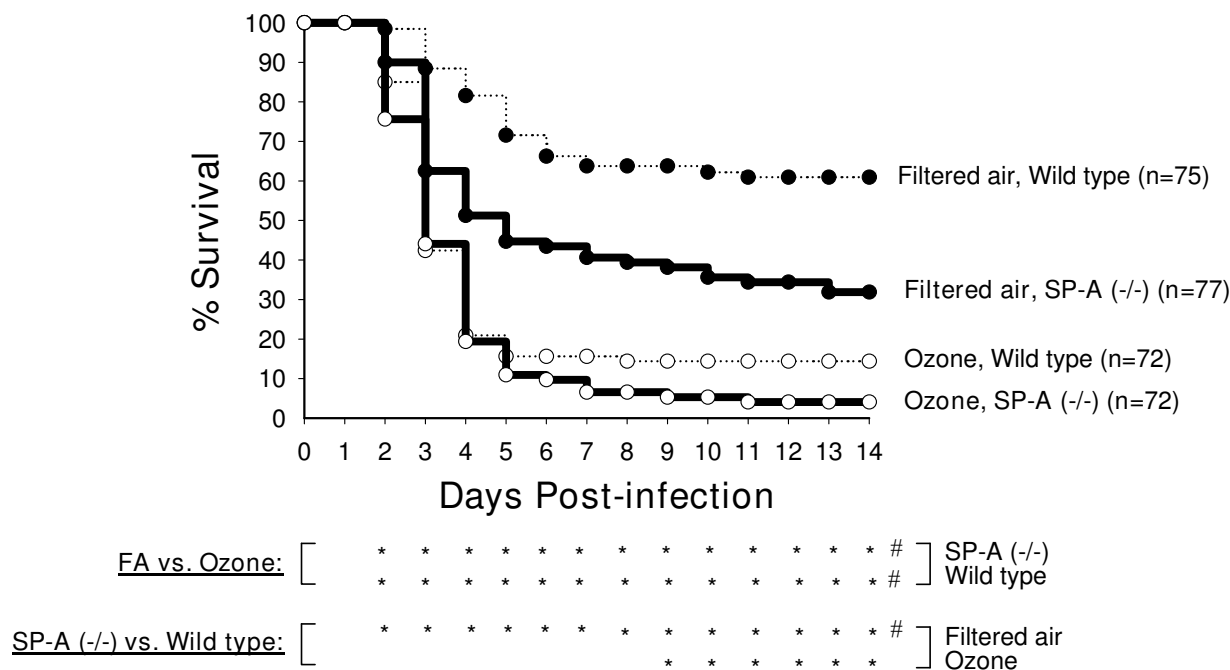 100
90
80
70
60
50
40
30
20
10
0
% Survival
0 1 2 3 4 5 6 7 8 9 10 11 12 13 14
Days Post-infection
Filtered air, Wild type (n=75)
Filtered air, SP-A (-/-) (n=77)
Ozone, Wild type (n=72)
Ozone, SP-A (-/-) (n=72)
FA vs. Ozone:
* * * * * * * * * * * * # SP-A (-/-)
* * * * * * * * * * * * # Wild type
SP-A (-/-) vs. Wild type:
* * * * * * * * * * * * # Filtered air
* * * * * * Ozone